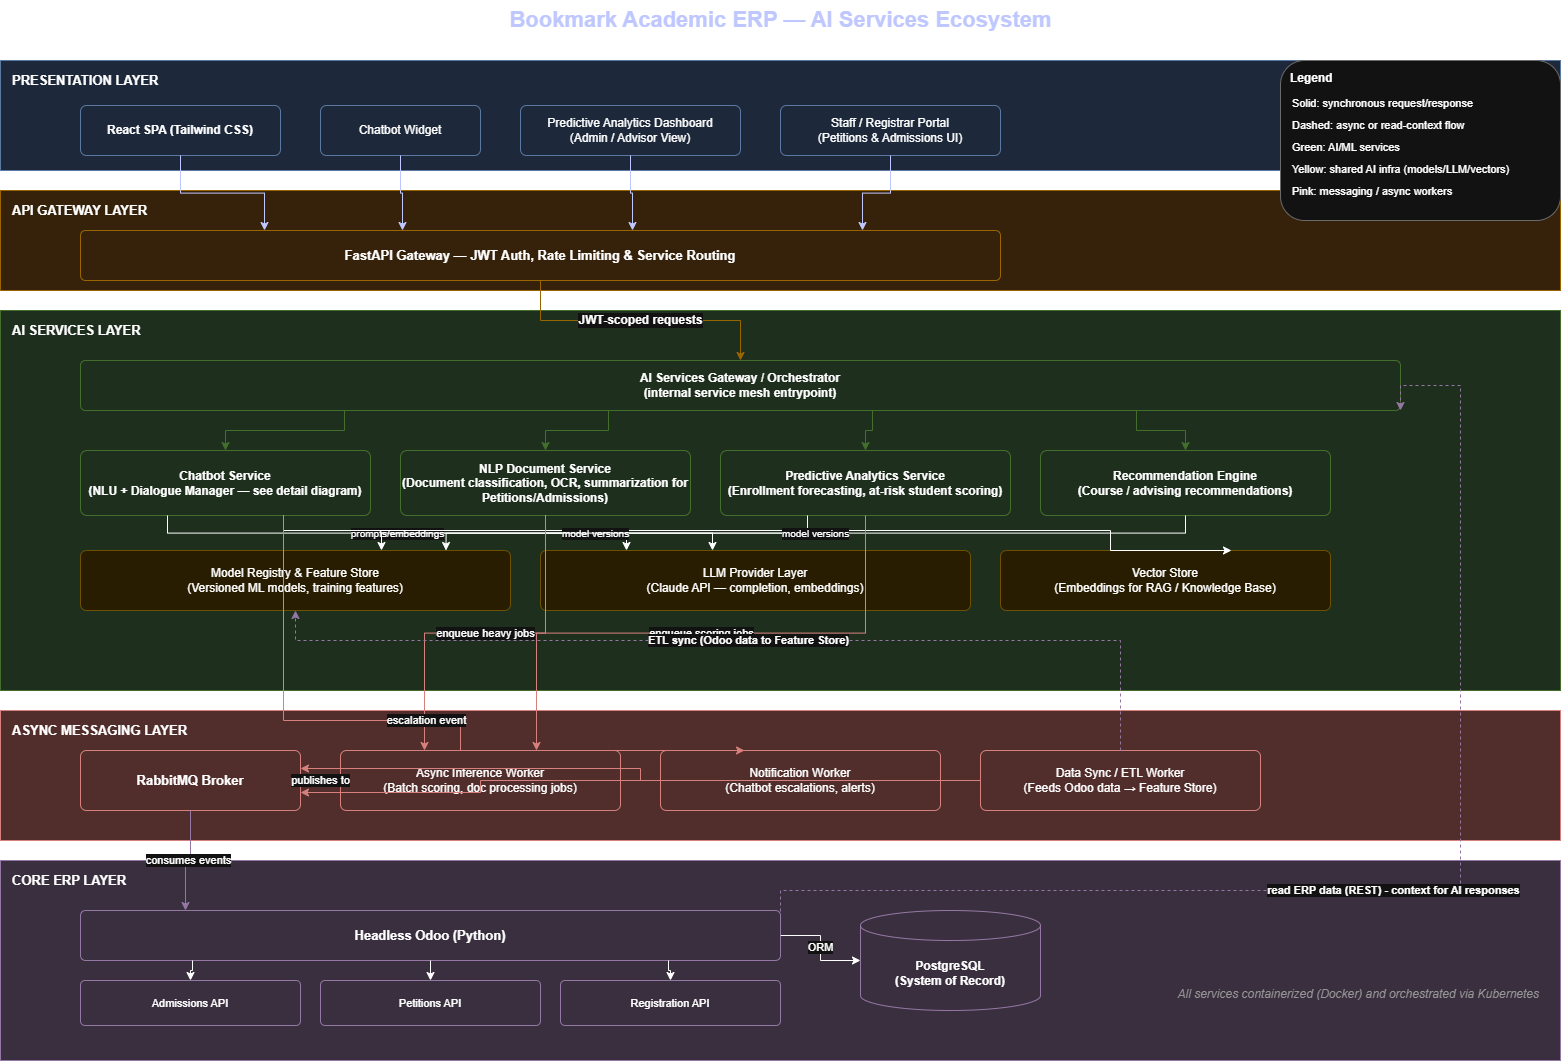 Bookmark Academic ERP — AI Services Ecosystem
PRESENTATION LAYER
React SPA (Tailwind CSS)
Chatbot Widget
Predictive Analytics Dashboard
(Admin / Advisor View)
Staff / Registrar Portal
(Petitions & Admissions UI)
Legend
Solid: synchronous request/response
Dashed: async or read-context flow
Green: AI/ML services
Yellow: shared AI infra (models/LLM/vectors)
Pink: messaging / async workers
API GATEWAY LAYER
FastAPI Gateway — JWT Auth, Rate Limiting & Service Routing
JWT-scoped requests
AI SERVICES LAYER
AI Services Gateway / Orchestrator
(internal service mesh entrypoint)
Chatbot Service
(NLU + Dialogue Manager — see detail diagram)
NLP Document Service
(Document classification, OCR, summarization for
Petitions/Admissions)
Predictive Analytics Service
(Enrollment forecasting, at-risk student scoring)
Recommendation Engine
(Course / advising recommendations)
prompts/embeddings
model versions
model versions
Model Registry & Feature Store
(Versioned ML models, training features)
LLM Provider Layer
(Claude API — completion, embeddings)
Vector Store
(Embeddings for RAG / Knowledge Base)
enqueue heavy jobs
enqueue scoring jobs
ETL sync (Odoo data to Feature Store)
escalation event
ASYNC MESSAGING LAYER
RabbitMQ Broker
publishes to
Async Inference Worker
(Batch scoring, doc processing jobs)
Notification Worker
(Chatbot escalations, alerts)
Data Sync / ETL Worker
(Feeds Odoo data → Feature Store)
consumes events
CORE ERP LAYER
read ERP data (REST) - context for AI responses
Headless Odoo (Python)
ORM
PostgreSQL
(System of Record)
Admissions API
Petitions API
Registration API
All services containerized (Docker) and orchestrated via Kubernetes